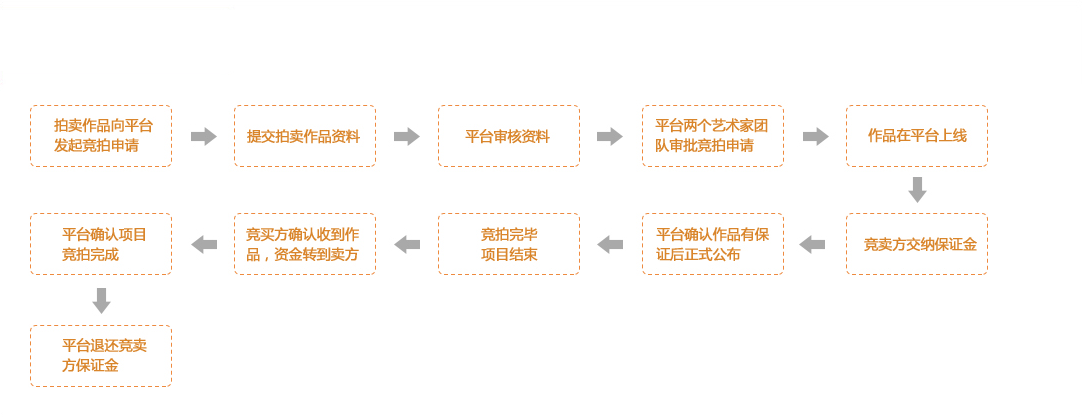 拍卖作品向平台
发起竞拍申请
提交拍卖作品资料
平台审核资料
平台两个艺术家团
队审批竞拍申请
作品在平台上线
竞卖方交纳保证金
平台确认作品有保
证后正式公布
竞拍完毕
项目结束
竞买方确认收到作
品，资金转到卖方
平台确认项目
竞拍完成
平台退还竞卖
方保证金